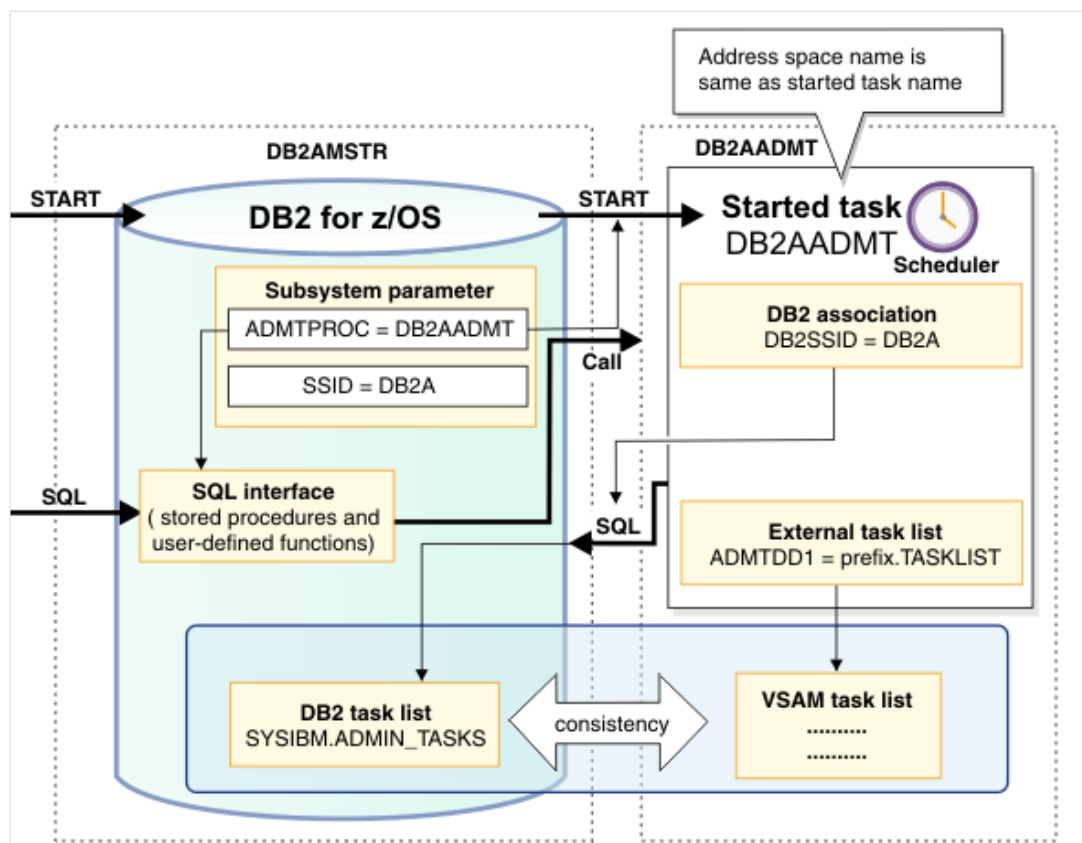 Address space name is
same as started task name
DB2AMSTR
DB2AADMT
START
DB2 for z/OS
START
Started task
DB2AADMT
Scheduler
Subsystem parameter
ADMTPROC = DB2AADMT
SSID = DB2A
Call
DB2 association
DB2SSID = DB2A
SQL
SQL interface
( stored procedures and
user-defined functions)
SQL
External task list
ADMTDD1 = prefix.TASKLIST
DB2 task list
SYSIBM.ADMIN_TASKS
consistency
VSAM task list
..........
..........